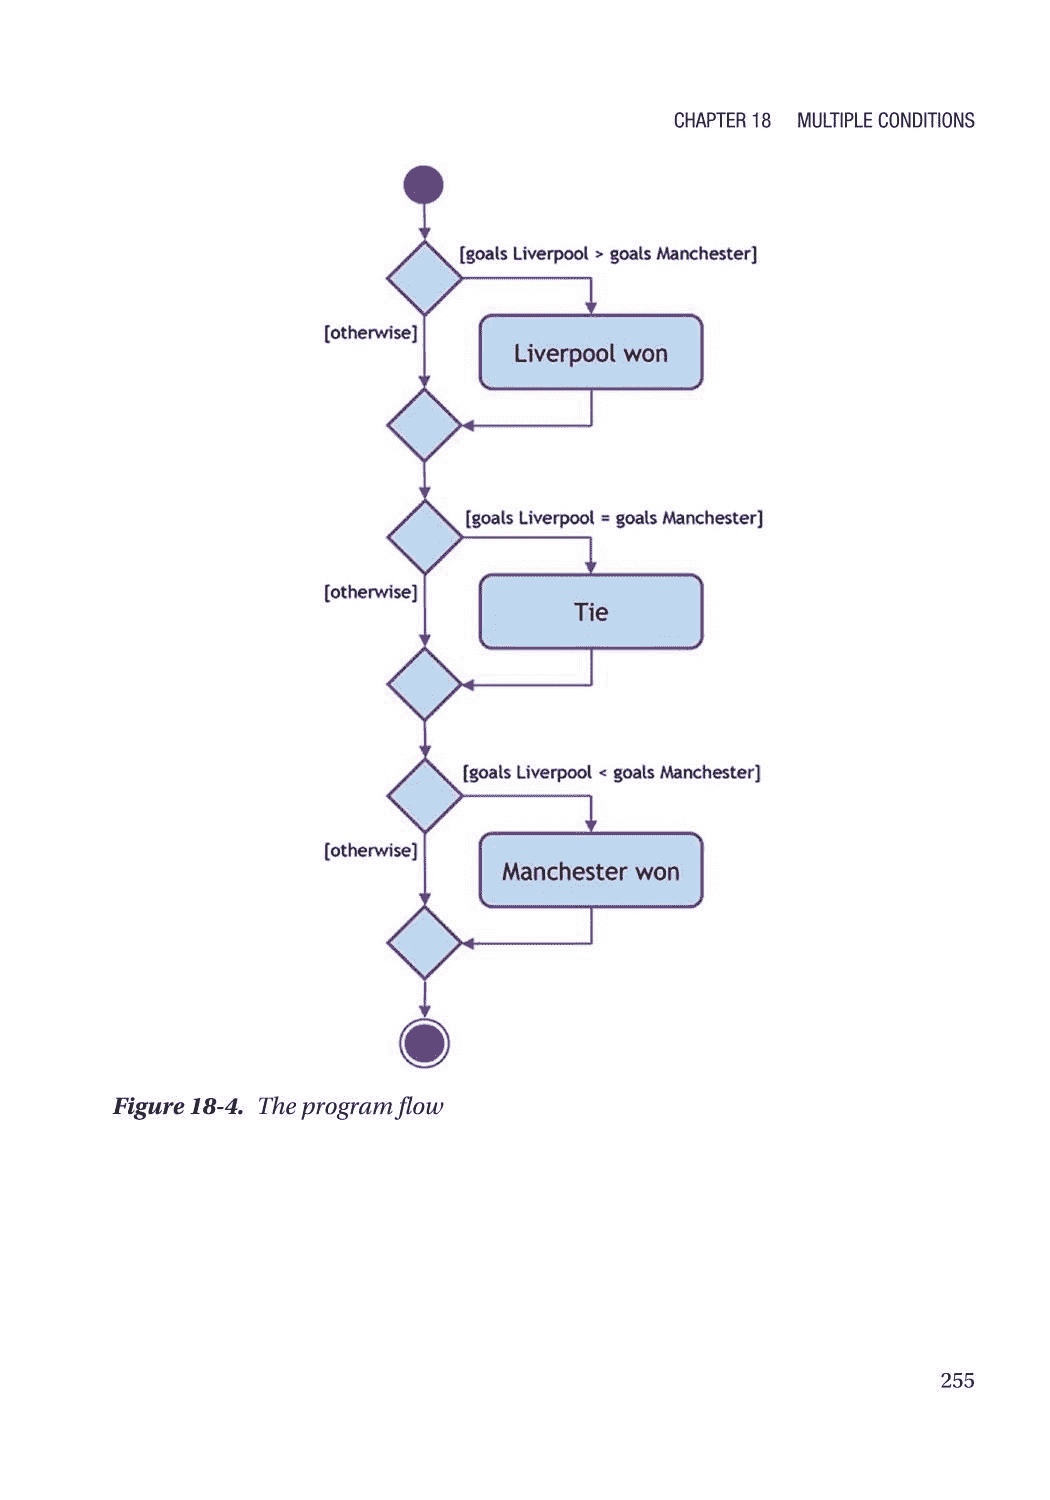 CHAPTER 18 MULTIPLE CONDITIONS
[goals Liverpool > goals Manchester]
[otherwise]
Liverpool won
[goals Liverpool = goals Manchester]
[otherwise]
Tie
[goals Liverpool < goals Manchester]
[otherwise]
Manchester won
Figure 18-4. The program flow
255